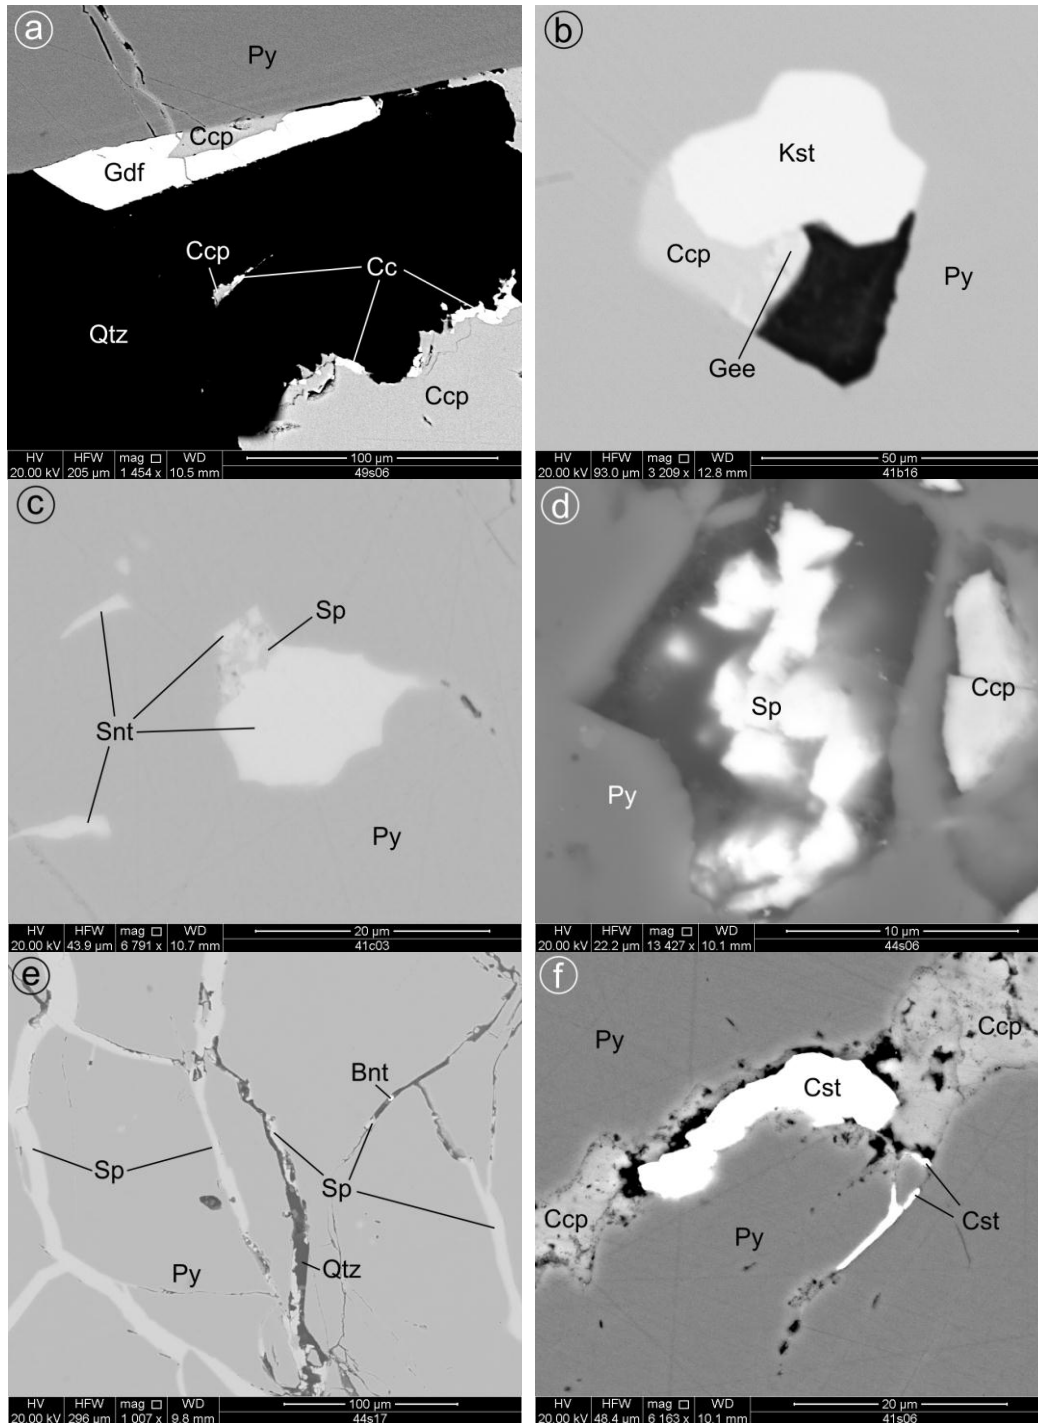 a
Py
Ccp
Gdf
Ccp
Cc
Qtz
Ccp
HV HFW mag □ WD 100 µm
20.00 kV 205 µm 1 454 x 10.5 mm 49s06
b
Kst
Ccp
Py
Gee
HV HFW mag □ WD 50 µm
20.00 kV 93.0 µm 3 209 x 12.8 mm 41b16
c
Sp
Snt
Py
HV HFW mag □ WD 20 µm
20.00 kV 43.9 µm 6 791 x 10.7 mm 41c03
d
Ccp
Sp
Py
HV HFW mag □ WD 10 µm
20.00 kV 22.2 µm 13 427 x 10.1 mm 44s06
e
Bnt
Sp
Sp
Py
Qtz
HV HFW mag □ WD 100 µm
20.00 kV 296 µm 1 007 x 9.8 mm 44s17
f
Ccp
Py
Cst
Ccp
Cst
Py
HV HFW mag □ WD 20 µm
20.00 kV 48.4 µm 6 163 x 10.1 mm 41s06